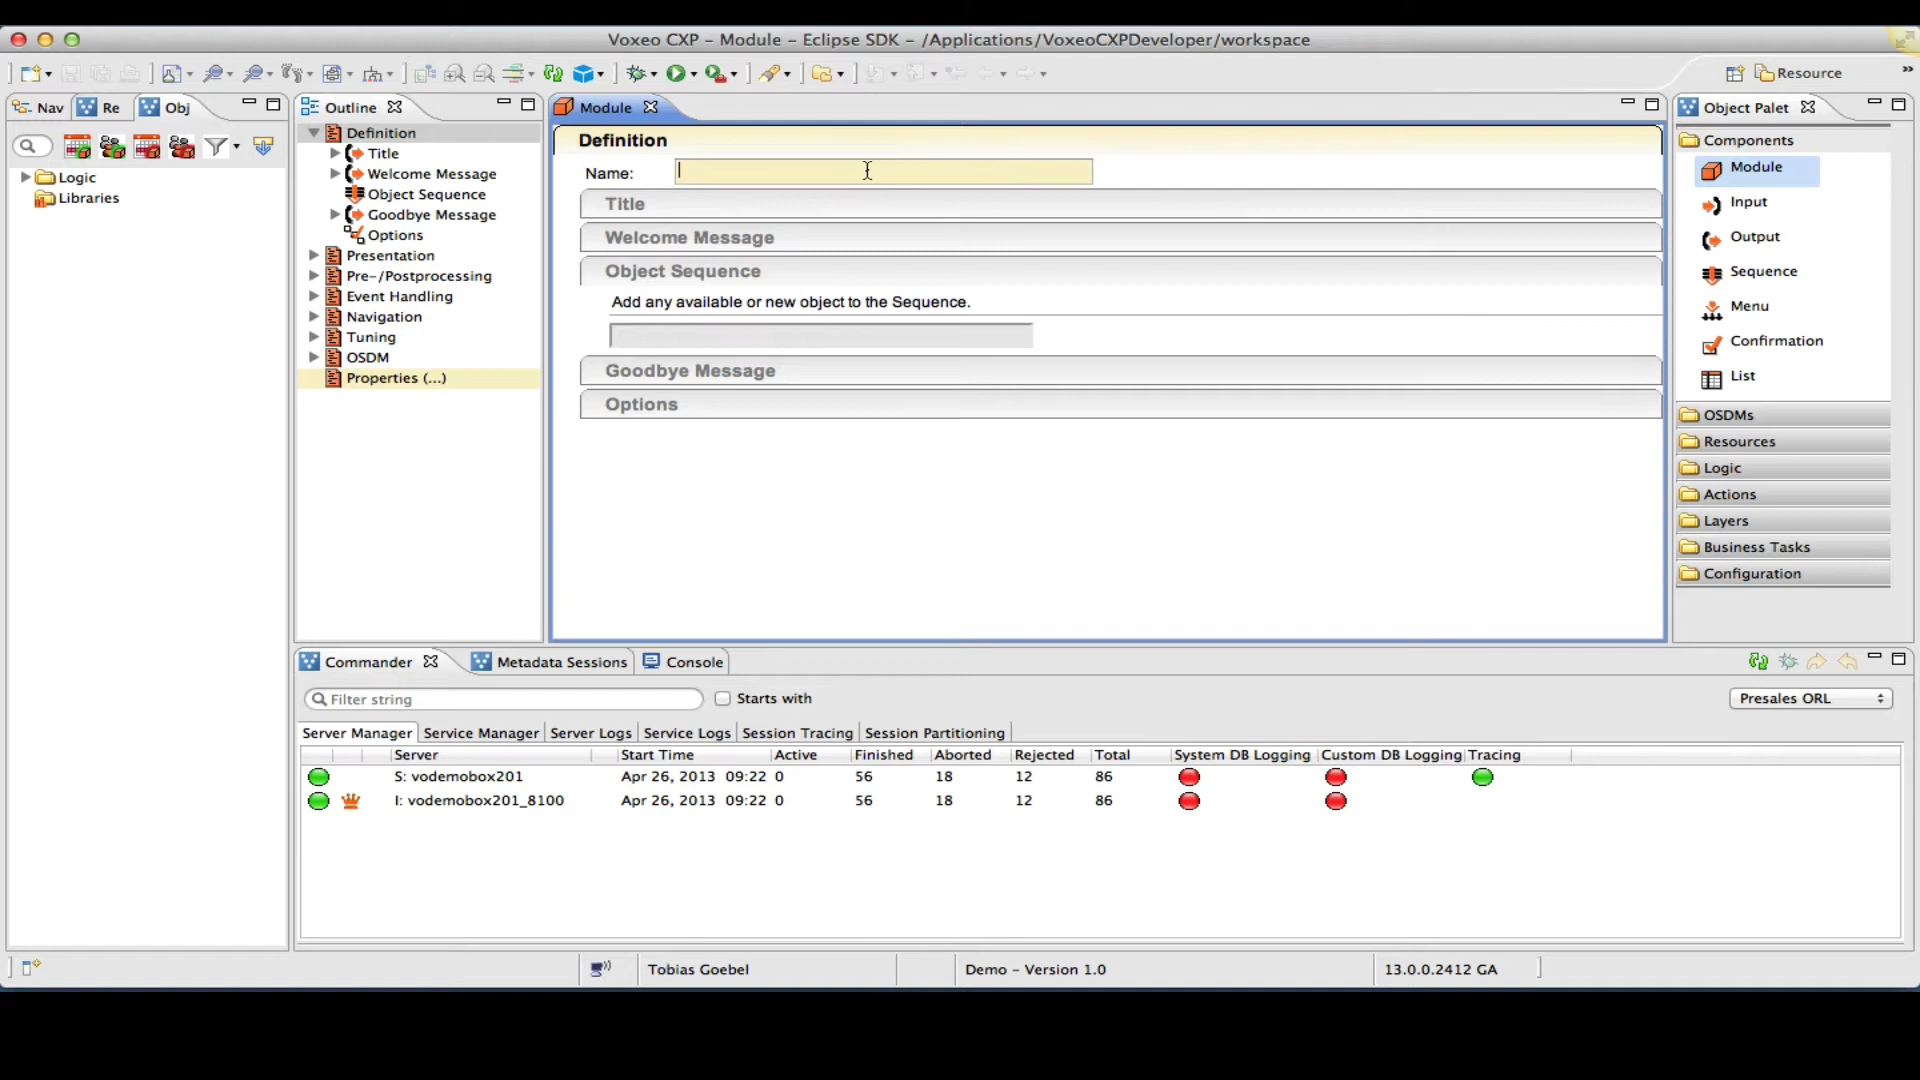 Voxeo CXP – Module – Eclipse SDK – /Applications/VoxeoCXPDeveloper/workspace
Resource
Nav
Re
Obj
Outline
Module
Object Palet
Logic
Libraries
Definition
Title
Welcome Message
Object Sequence
Goodbye Message
Options
Presentation
Pre-/Postprocessing
Event Handling
Navigation
Tuning
OSDM
Properties (...)
Definition
Name:
Title
Welcome Message
Object Sequence
Add any available or new object to the Sequence.
Goodbye Message
Options
Components
Module
Input
Output
Sequence
Menu
Confirmation
List
OSDMs
Resources
Logic
Actions
Layers
Business Tasks
Configuration
Commander
Metadata Sessions
Console
Filter string
Starts with
Presales ORL
Server Manager
Service Manager
Server Logs
Service Logs
Session Tracing
Session Partitioning
Server Start Time Active Finished Aborted Rejected Total System DB Logging Custom DB Logging Tracing
S: vodemobox201 Apr 26, 2013 09:22 0 56 18 12 86
I: vodemobox201_8100 Apr 26, 2013 09:22 0 56 18 12 86
Tobias Goebel
Demo – Version 1.0
13.0.0.2412 GA